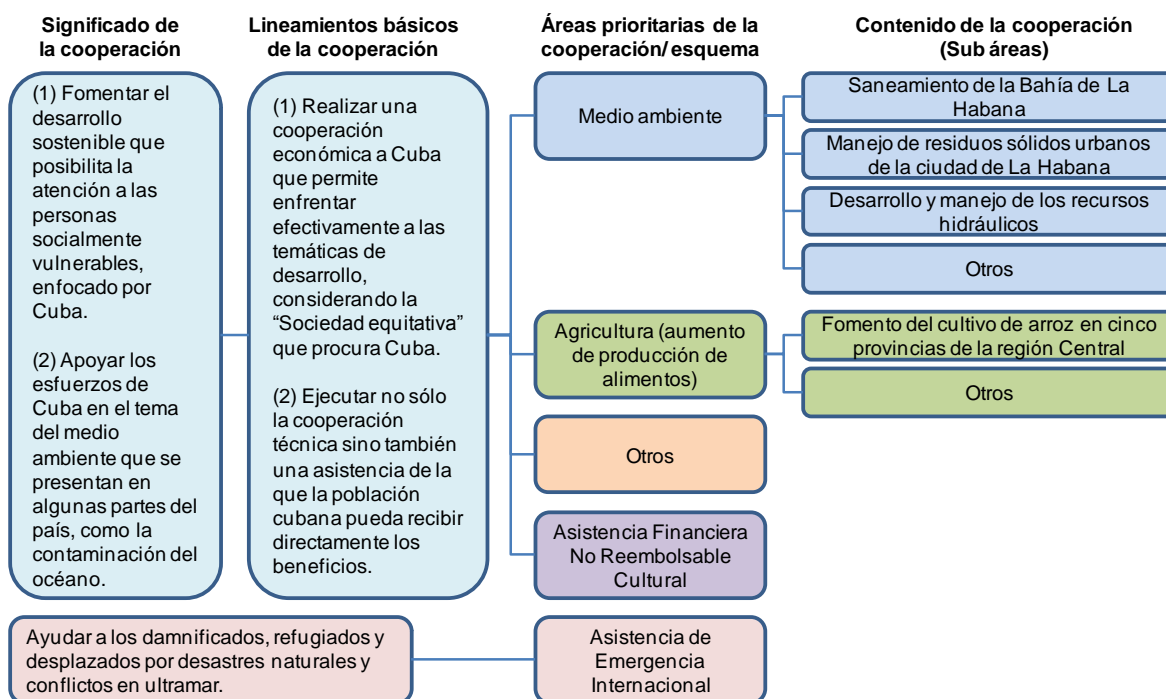 Significado de
la cooperación
Lineamientos básicos
de la cooperación
Áreas prioritarias de la
cooperación/ esquema
Contenido de la cooperación
(Sub áreas)
(1) Fomentar el
desarrollo
sostenible que
posibilita la
atención a las
personas
socialmente
vulnerables,
enfocado por
Cuba.
(2) Apoyar los
esfuerzos de
Cuba en el tema
del medio
ambiente que se
presentan en
algunas partes del
país, como la
contaminación del
océano.
(1) Realizar una
cooperación
económica a Cuba
que permite
enfrentar
efectivamente a las
temáticas de
desarrollo,
considerando la
“Sociedad equitativa”
que procura Cuba.
(2) Ejecutar no sólo
la cooperación
técnica sino también
una asistencia de la
que la población
cubana pueda recibir
directamente los
beneficios.
Medio ambiente
Saneamiento de la Bahía de La
Habana
Manejo de residuos sólidos urbanos
de la ciudad de La Habana
Desarrollo y manejo de los recursos
hidráulicos
Otros
Agricultura (aumento
de producción de
alimentos)
Fomento del cultivo de arroz en cinco
provincias de la región Central
Otros
Otros
Asistencia Financiera
No Reembolsable
Cultural
Ayudar a los damnificados, refugiados y
desplazados por desastres naturales y
conflictos en ultramar.
Asistencia de
Emergencia
Internacional